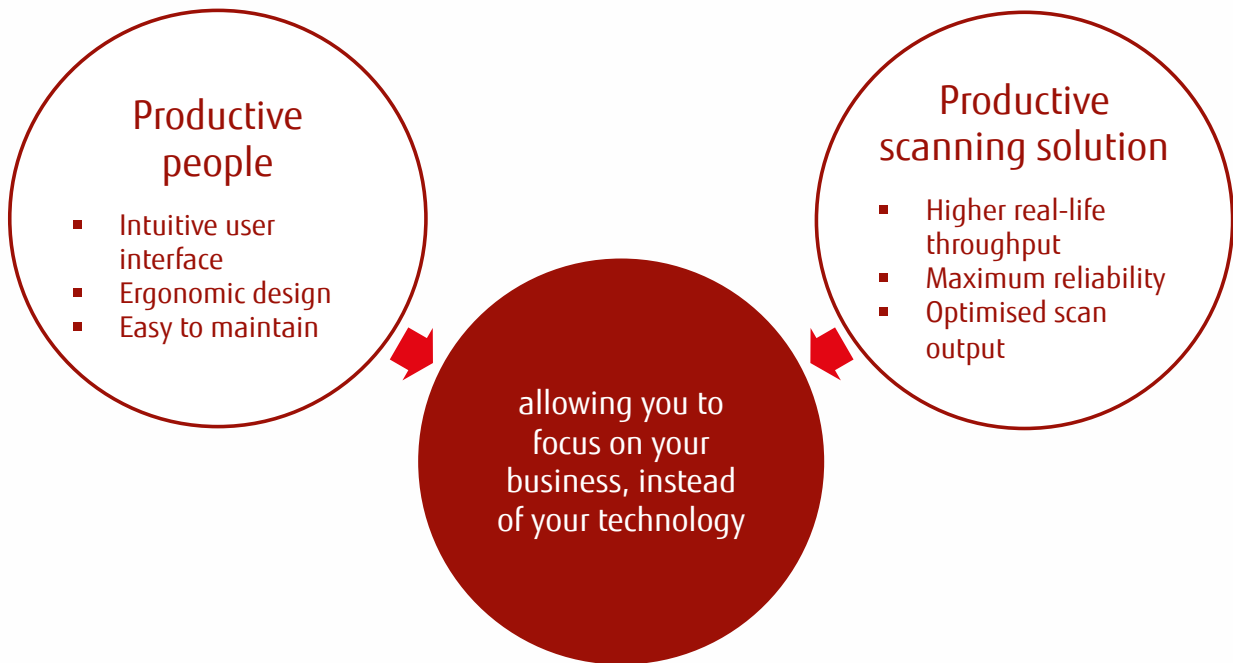 Productive
people
▪ Intuitive user
interface
▪ Ergonomic design
▪ Easy to maintain
Productive
scanning solution
▪ Higher real-life
throughput
▪ Maximum reliability
▪ Optimised scan
output
allowing you to
focus on your
business, instead
of your technology